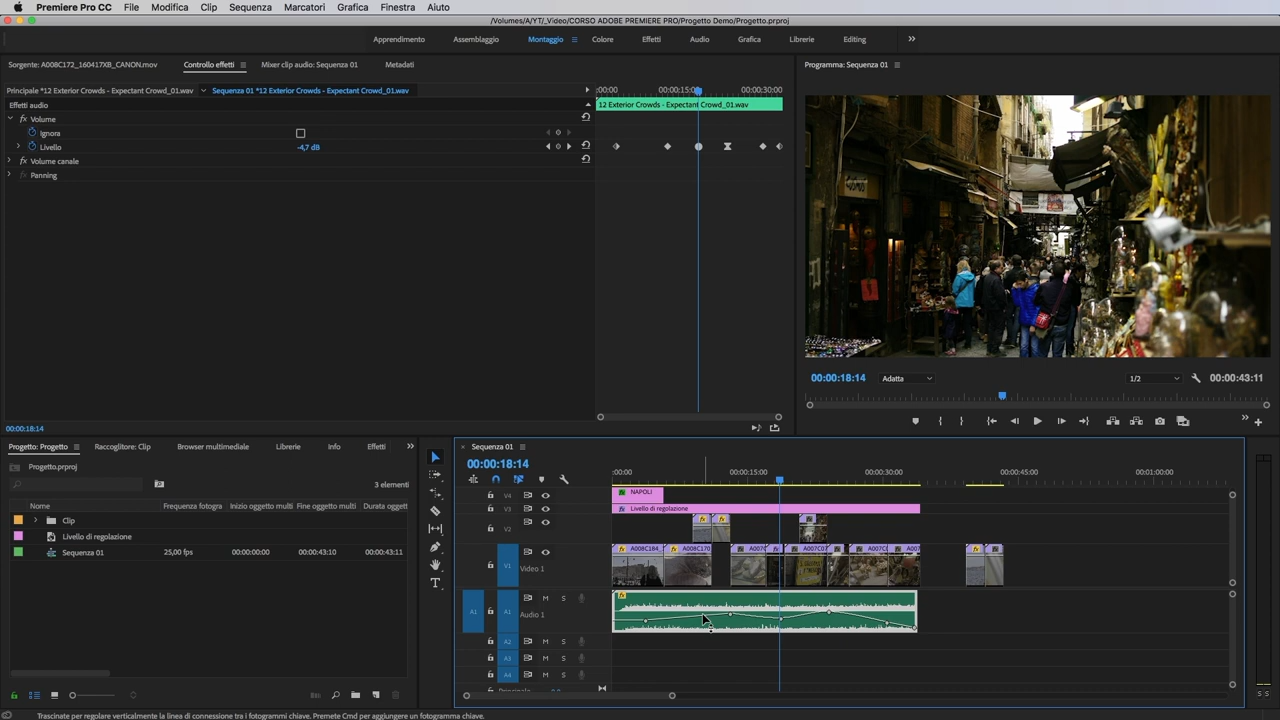 Premiere Pro CC File Modifica Clip Sequenza Marcatori Grafica Finestra Aiuto
/Volumes/A/YT/_Video/CORSO ADOBE PREMIERE PRO/Progetto Demo/Progetto.prproj
Apprendimento Assemblaggio Montaggio Colore Effetti Audio Grafica Librerie Editing
Sorgente: A008C172_160417XB_CANON.mov Controllo effetti Mixer clip audio: Sequenza 01 Metadati
Programma: Sequenza 01
Principale *12 Exterior Crowds - Expectant Crowd_01.wav Sequenza 01 *12 Exterior Crowds - Expectant Crowd_01.wav
:00:00 00:00:15:00 00:00:30:00
Effetti audio
12 Exterior Crowds - Expectant Crowd_01.wav
fx Volume
Ignora
Livello -4,7 dB
fx Volume canale
fx Panning
00:00:18:14 Adatta 1/2 00:00:43:11
00:00:18:14
Progetto: Progetto Raccoglitore: Clip Browser multimediale Librerie Info Effetti
Progetto.prproj
3 elementi
Nome Frequenza fotogra Inizio oggetto multi Fine oggetto multi Durata oggett
Clip
Livello di regolazione
Sequenza 01 25,00 fps 00:00:00:00 00:00:43:10 00:00:43:11
Sequenza 01
00:00:18:14
:00:00 00:00:15:00 00:00:30:00 00:00:45:00 00:01:00:00
V4 NAPOLI
V3 Livello di regolazione
V2
V1 Video 1 A008C184_ A008C170_ A007C07
A1 A1 Audio 1 M S
A2 M S
A3 M S
A4 M S
Principale 0,0
S S
T
Trascinate per regolare verticalmente la linea di connessione tra i fotogrammi chiave. Premete Cmd per aggiungere un fotogramma chiave.